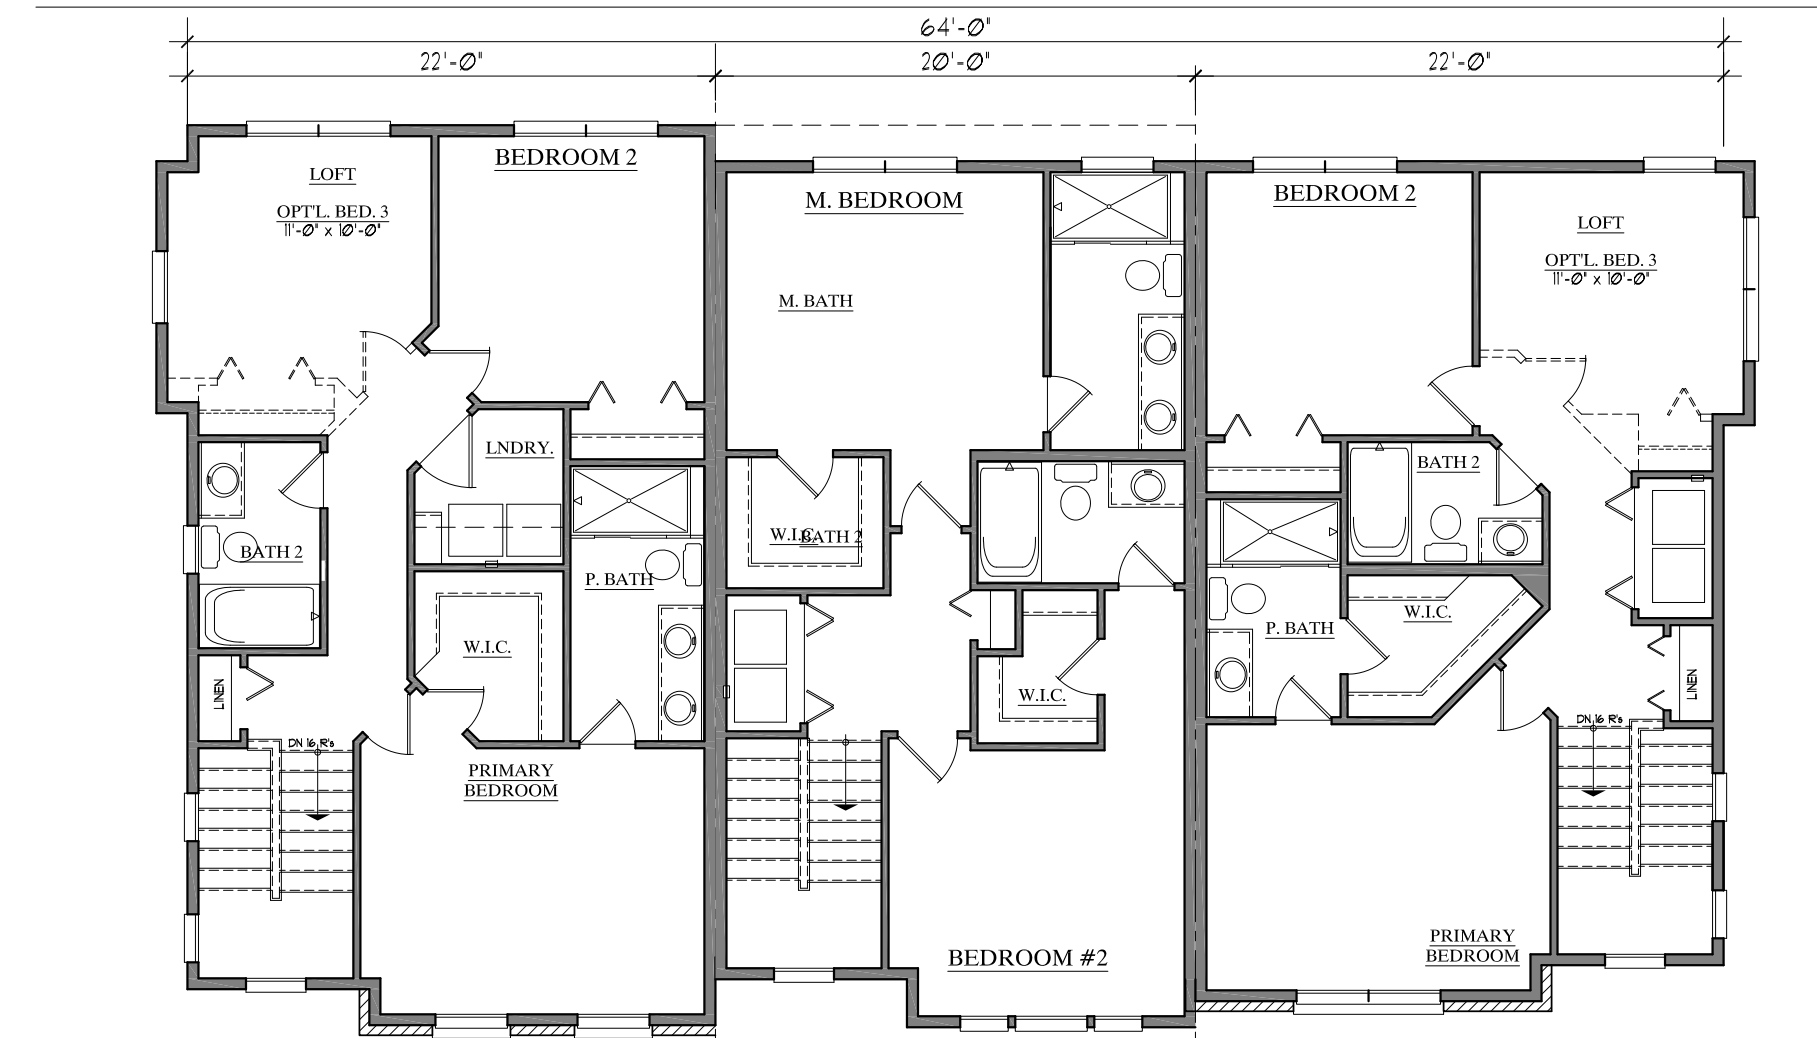 64'-0"
22'-0"
20'-0"
22'-0"
BEDROOM 2
LOFT
OPT'L. BED. 3
11'-0" x 10'-0"
M. BEDROOM
BEDROOM 2
LOFT
OPT'L. BED. 3
11'-0" x 10'-0"
M. BATH
LNDRY.
BATH 2
W.I.C.
BATH 2
BATH 2
P. BATH
W.I.C.
P. BATH
W.I.C.
LINEN
W.I.C.
LINEN
DN 16 R's
DN 16 R's
PRIMARY
BEDROOM
BEDROOM #2
PRIMARY
BEDROOM